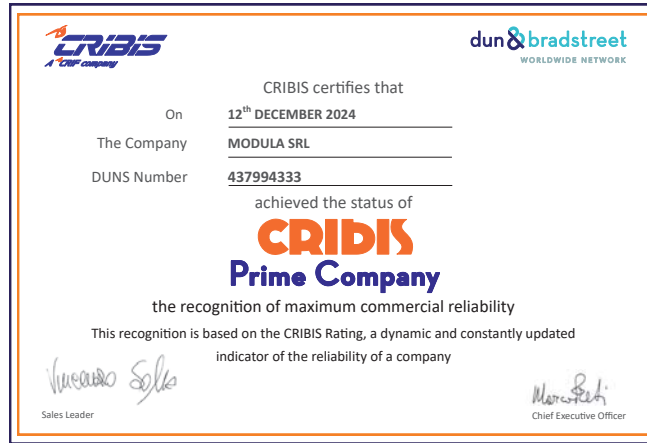 CRIBIS
A CRIF company
dun & bradstreet
WORLDWIDE NETWORK
CRIBIS certifies that
On 12th DECEMBER 2024
The Company MODULA SRL
DUNS Number 437994333
achieved the status of
CRIBIS
Prime Company
the recognition of maximum commercial reliability
This recognition is based on the CRIBIS Rating, a dynamic and constantly updated
indicator of the reliability of a company
Sales Leader
Chief Executive Officer